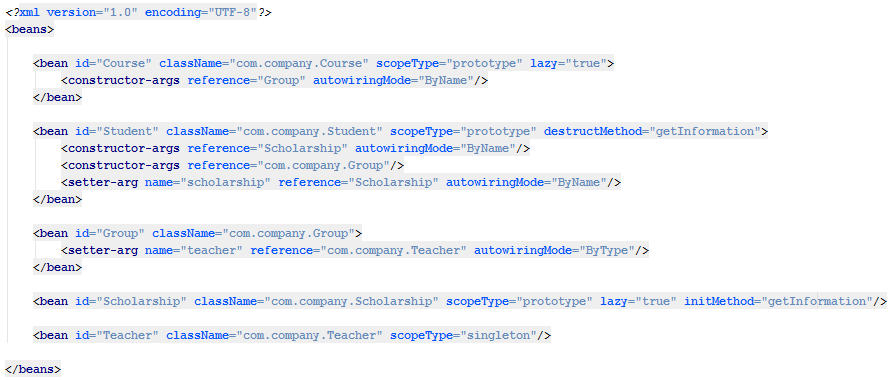 <?xml version="1.0" encoding="UTF-8"?>
<beans>
<bean id="Course" className="com.company.Course" scopeType="prototype" lazy="true">
<constructor-args reference="Group" autowiringMode="ByName"/>
</bean>
<bean id="Student" className="com.company.Student" scopeType="prototype" destructMethod="getInformation">
<constructor-args reference="Scholarship" autowiringMode="ByName"/>
<constructor-args reference="com.company.Group"/>
<setter-arg name="scholarship" reference="Scholarship" autowiringMode="ByName"/>
</bean>
<bean id="Group" className="com.company.Group">
<setter-arg name="teacher" reference="com.company.Teacher" autowiringMode="ByType"/>
</bean>
<bean id="Scholarship" className="com.company.Scholarship" scopeType="prototype" lazy="true" initMethod="getInformation"/>
<bean id="Teacher" className="com.company.Teacher" scopeType="singleton"/>
</beans>